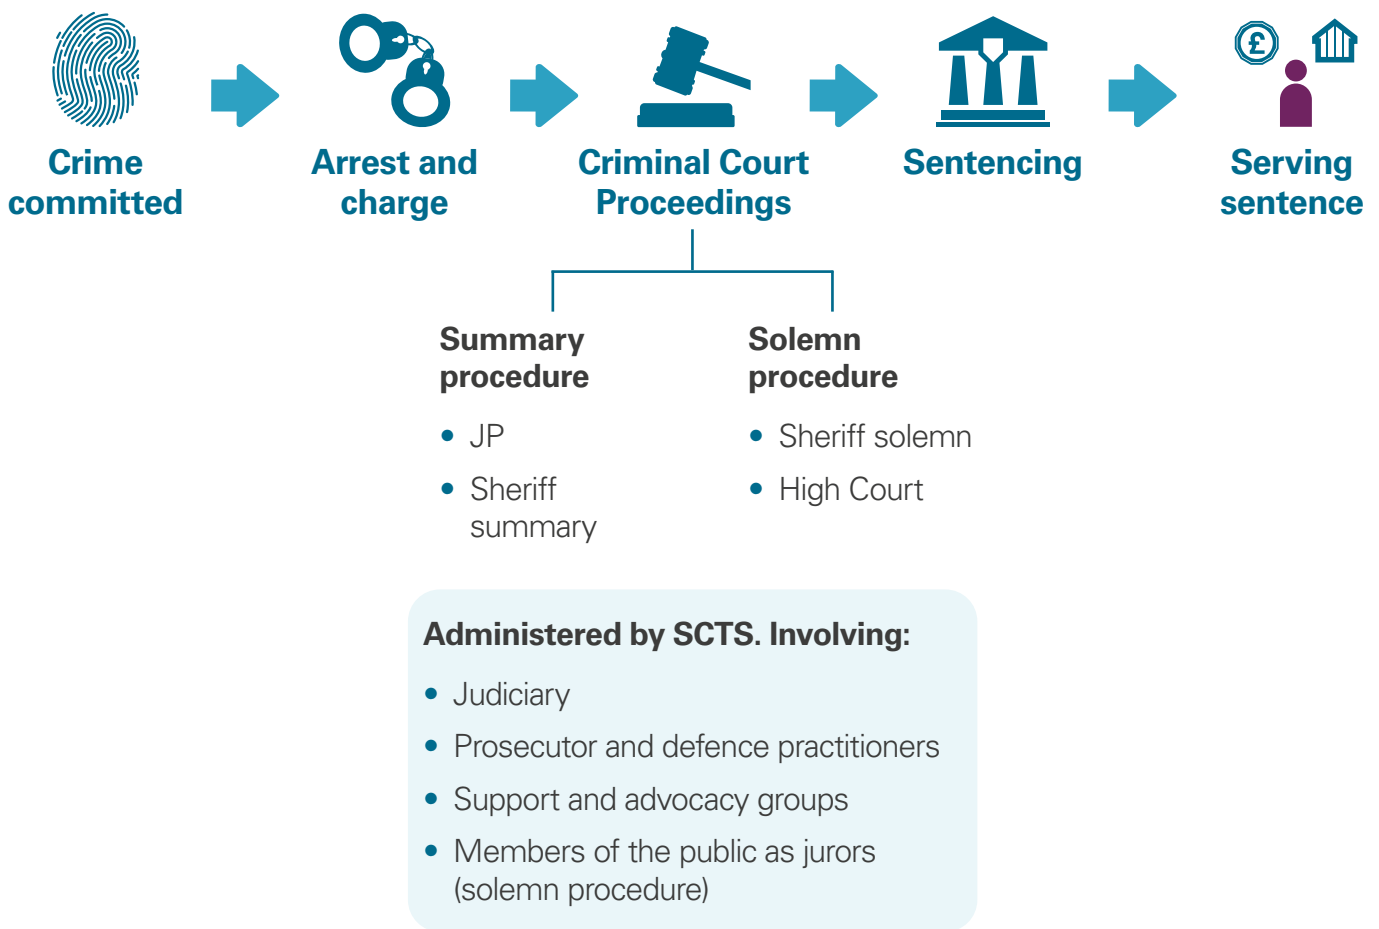 £
Crime
committed
Arrest and
charge
Criminal Court
Proceedings
Sentencing
Serving
sentence
Summary
procedure
• JP
• Sheriff
summary
Solemn
procedure
• Sheriff solemn
• High Court
Administered by SCTS. Involving:
• Judiciary
• Prosecutor and defence practitioners
• Support and advocacy groups
• Members of the public as jurors
(solemn procedure)